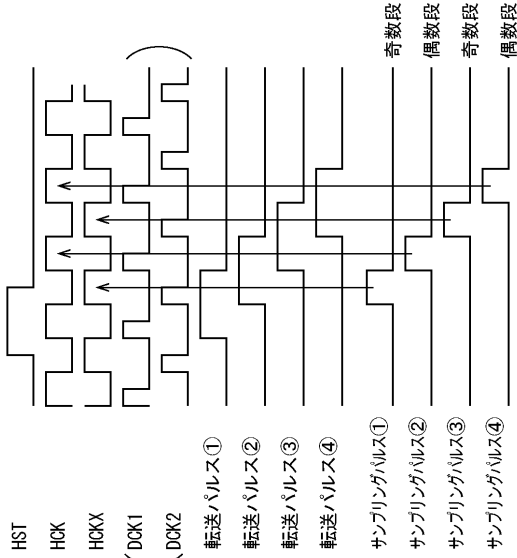 HST
HCK
HCKX
DCK1
DCK2
転送パルス①
転送パルス②
転送パルス③
転送パルス④
サンプリングパルス① 奇数段
サンプリングパルス② 偶数段
サンプリングパルス③ 奇数段
サンプリングパルス④ 偶数段